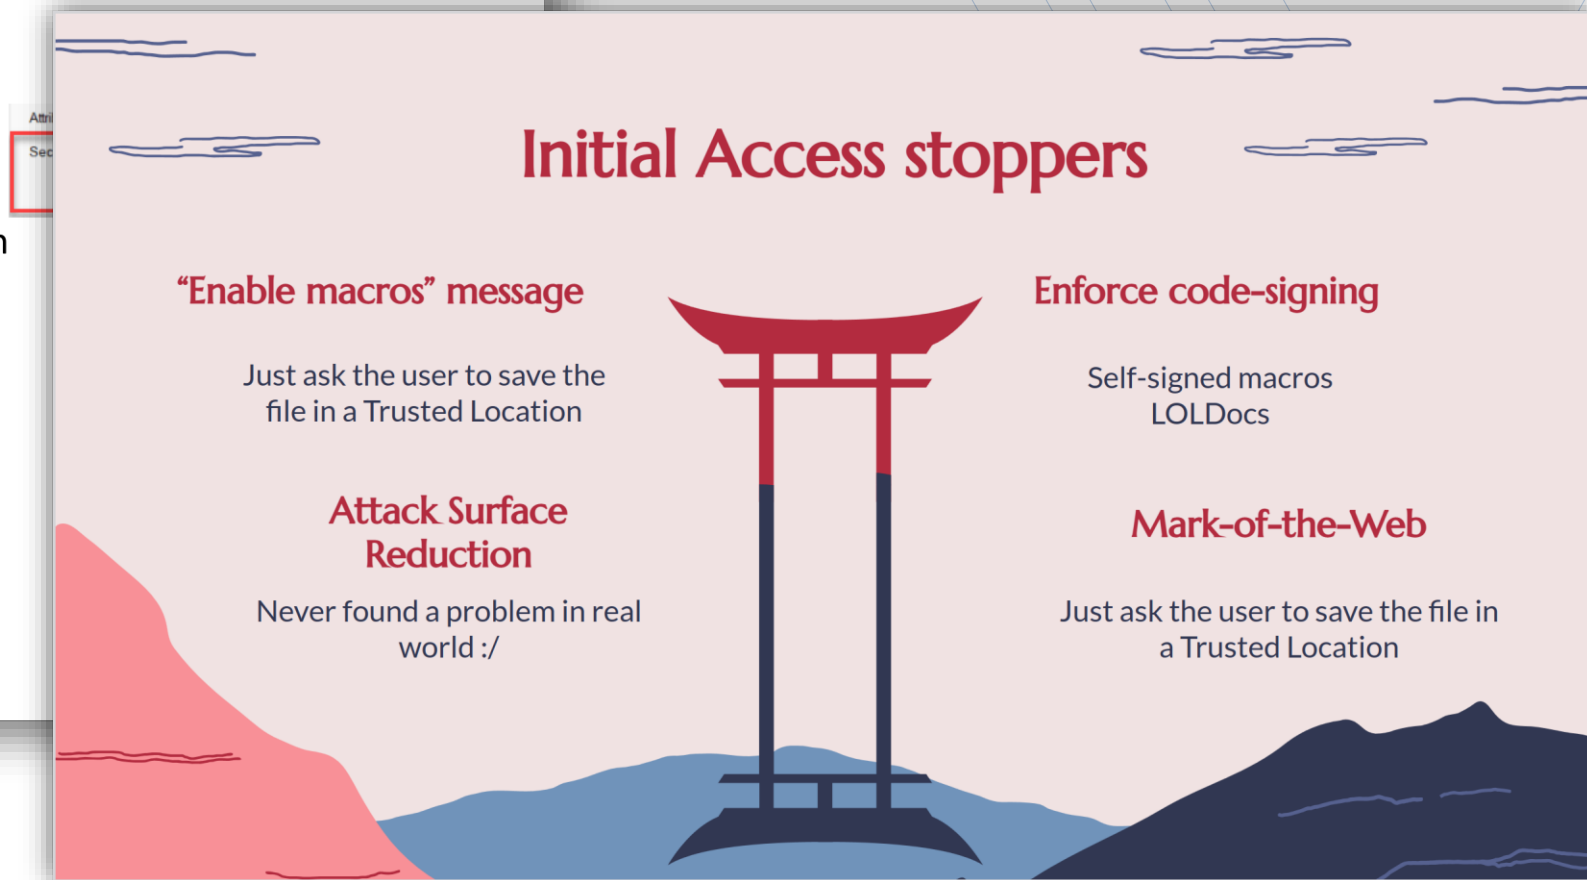 Initial Access stoppers
“Enable macros” message
Just ask the user to save the
file in a Trusted Location
Attack Surface
Reduction
Never found a problem in real
world :/
Enforce code-signing
Self-signed macros
LOLDocs
Mark-of-the-Web
Just ask the user to save the file in
a Trusted Location